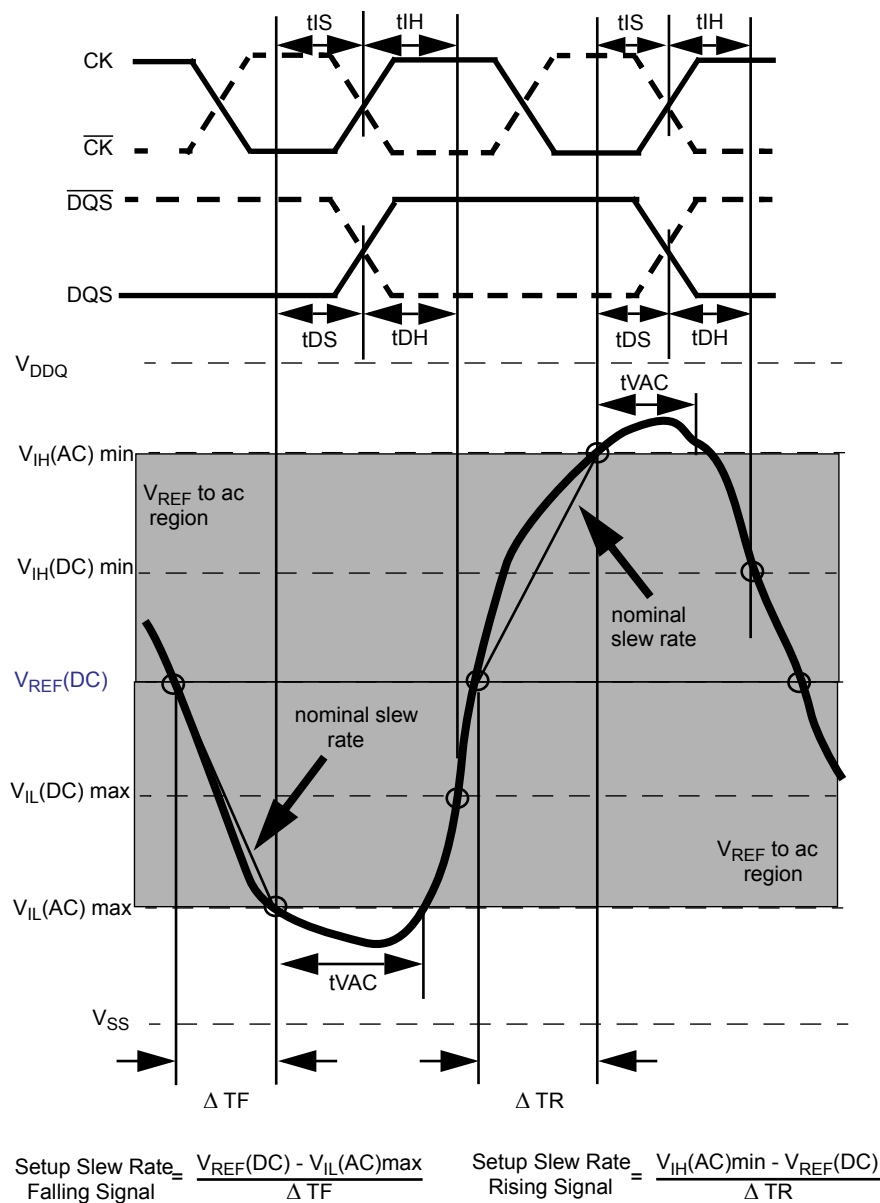 tIS tIH tIS tIH
CK
CK
DQS
DQS
tDS tDH tDS tDH
VDDQ
tVAC
VIH(AC) min
VREF to ac
region
VIH(DC) min
nominal
slew rate
VREF(DC)
nominal slew
rate
VIL(DC) max
VREF to ac
region
VIL(AC) max
tVAC
VSS
Δ TF Δ TR
Setup Slew Rate
Falling Signal
=
VREF(DC) - VIL(AC)max
Δ TF
Setup Slew Rate
Rising Signal
=
VIH(AC)min - VREF(DC)
Δ TR